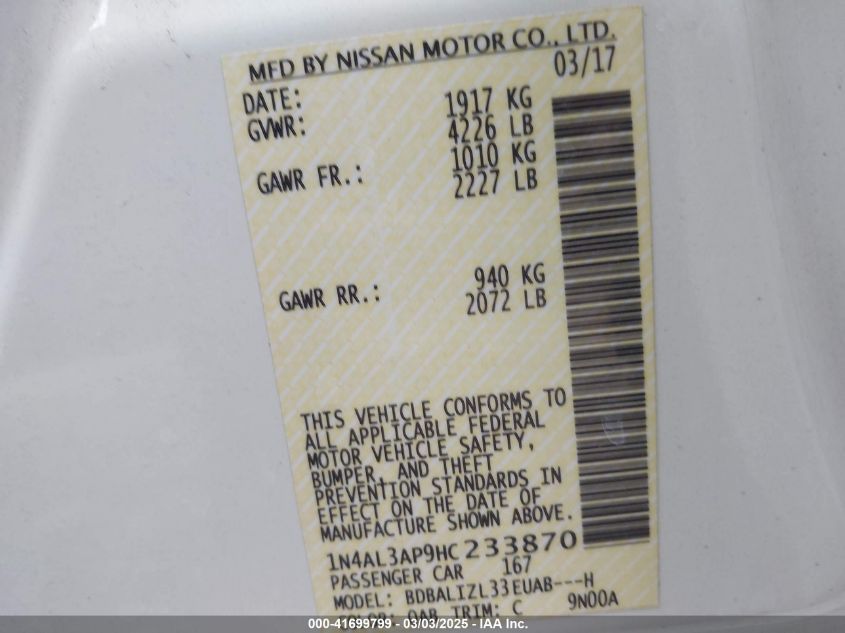 MFD BY NISSAN MOTOR CO., LTD.
DATE: 03/17
GVWR: 1917 KG
4226 LB
GAWR FR.: 1010 KG
2227 LB
GAWR RR.: 940 KG
2072 LB
THIS VEHICLE CONFORMS TO
ALL APPLICABLE FEDERAL
MOTOR VEHICLE SAFETY,
BUMPER, AND THEFT
PREVENTION STANDARDS IN
EFFECT ON THE DATE OF
MANUFACTURE SHOWN ABOVE.
1N4AL3AP9HC233870
PASSENGER CAR 167
MODEL: BDBALIZL33EUAB---H
COLOR: QAB TRIM: C 9N00A
000-41699799 - 03/03/2025 - IAAI Inc.